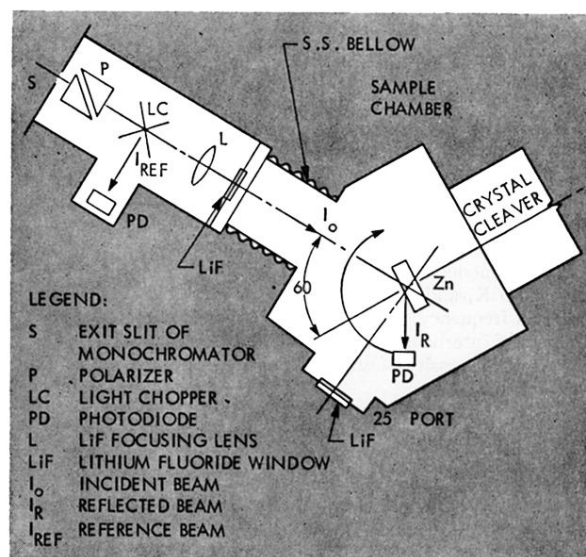 S.S. BELLOW
S
P
SAMPLE
CHAMBER
LC
L
I REF
PD
I o
CRYSTAL
CLEAVER
LiF
Zn
60
I R
PD
25 PORT
LiF
LEGEND:
S EXIT SLIT OF
MONOCHROMATOR
P POLARIZER
LC LIGHT CHOPPER
PD PHOTODIODE
L LiF FOCUSING LENS
LiF LITHIUM FLUORIDE WINDOW
I o INCIDENT BEAM
I R REFLECTED BEAM
I REF REFERENCE BEAM